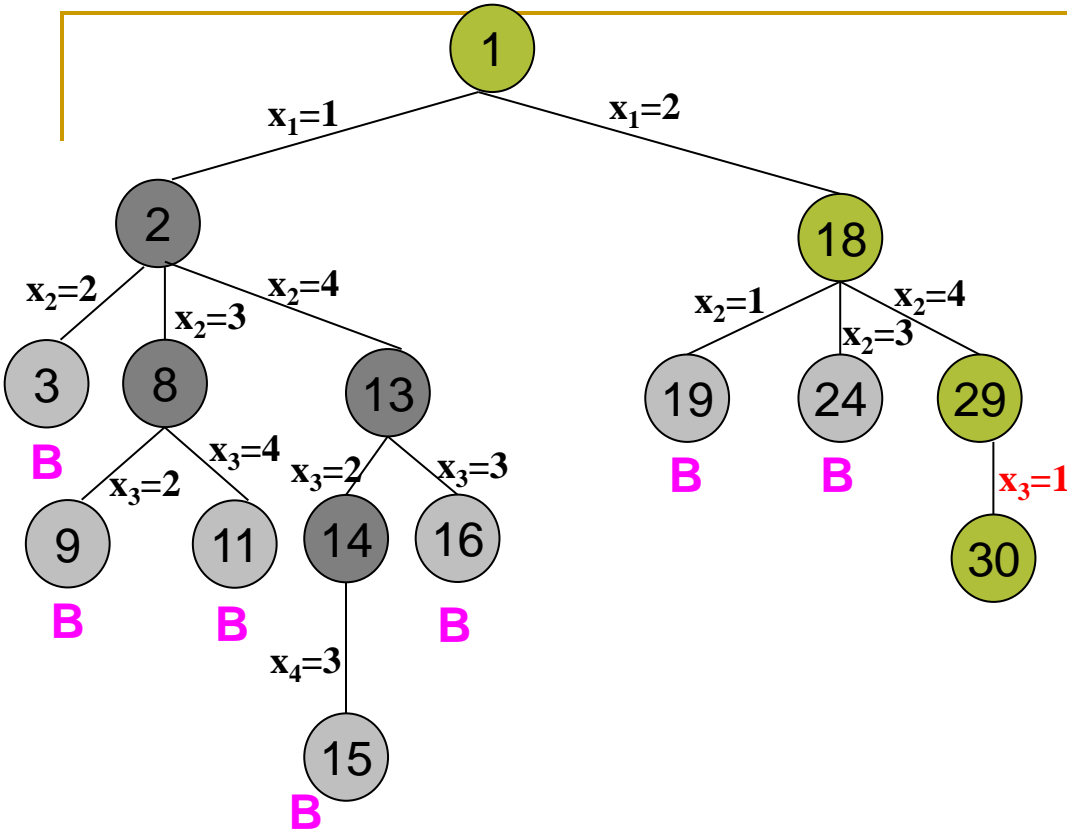 1
x₁=1
x₁=2
2
18
x₂=2
x₂=3
x₂=4
x₂=1
x₂=3
x₂=4
3
8
13
19
24
29
B
x₃=2
x₃=4
x₃=2
x₃=3
B
B
x₃=1
9
11
14
16
30
B
B
B
x₄=3
15
B